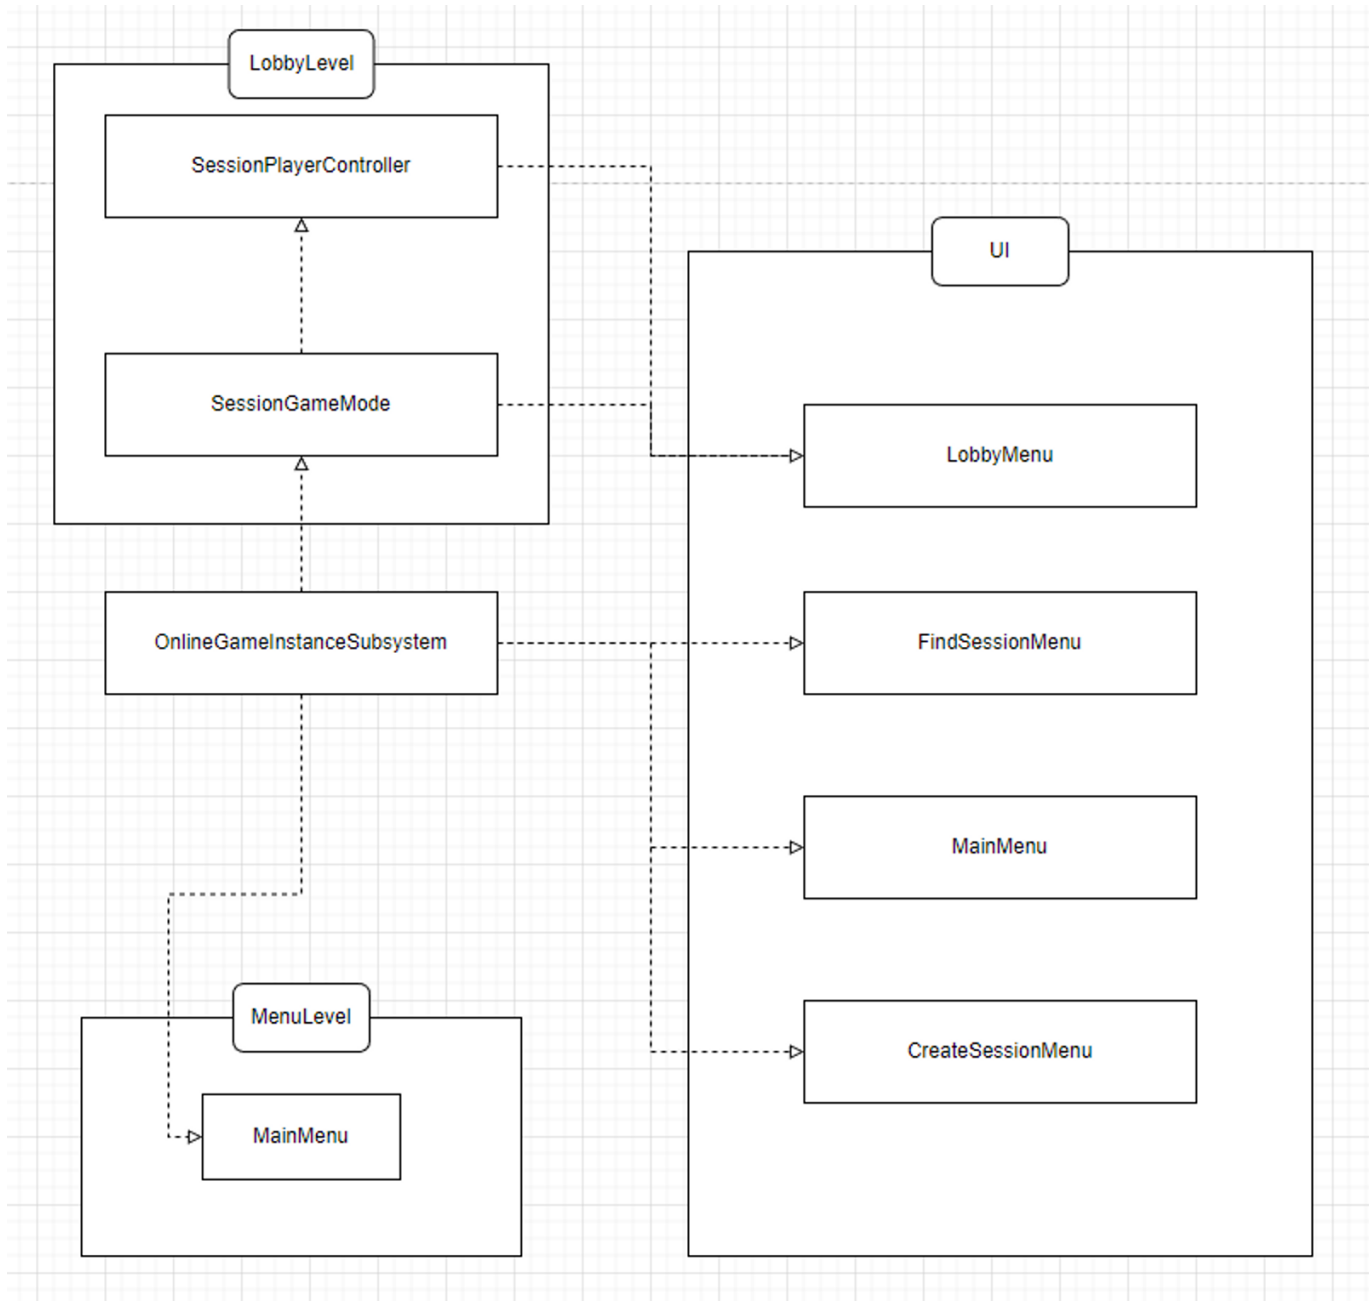 LobbyLevel
SessionPlayerController
SessionGameMode
OnlineGameInstanceSubsystem
MenuLevel
MainMenu
UI
LobbyMenu
FindSessionMenu
MainMenu
CreateSessionMenu